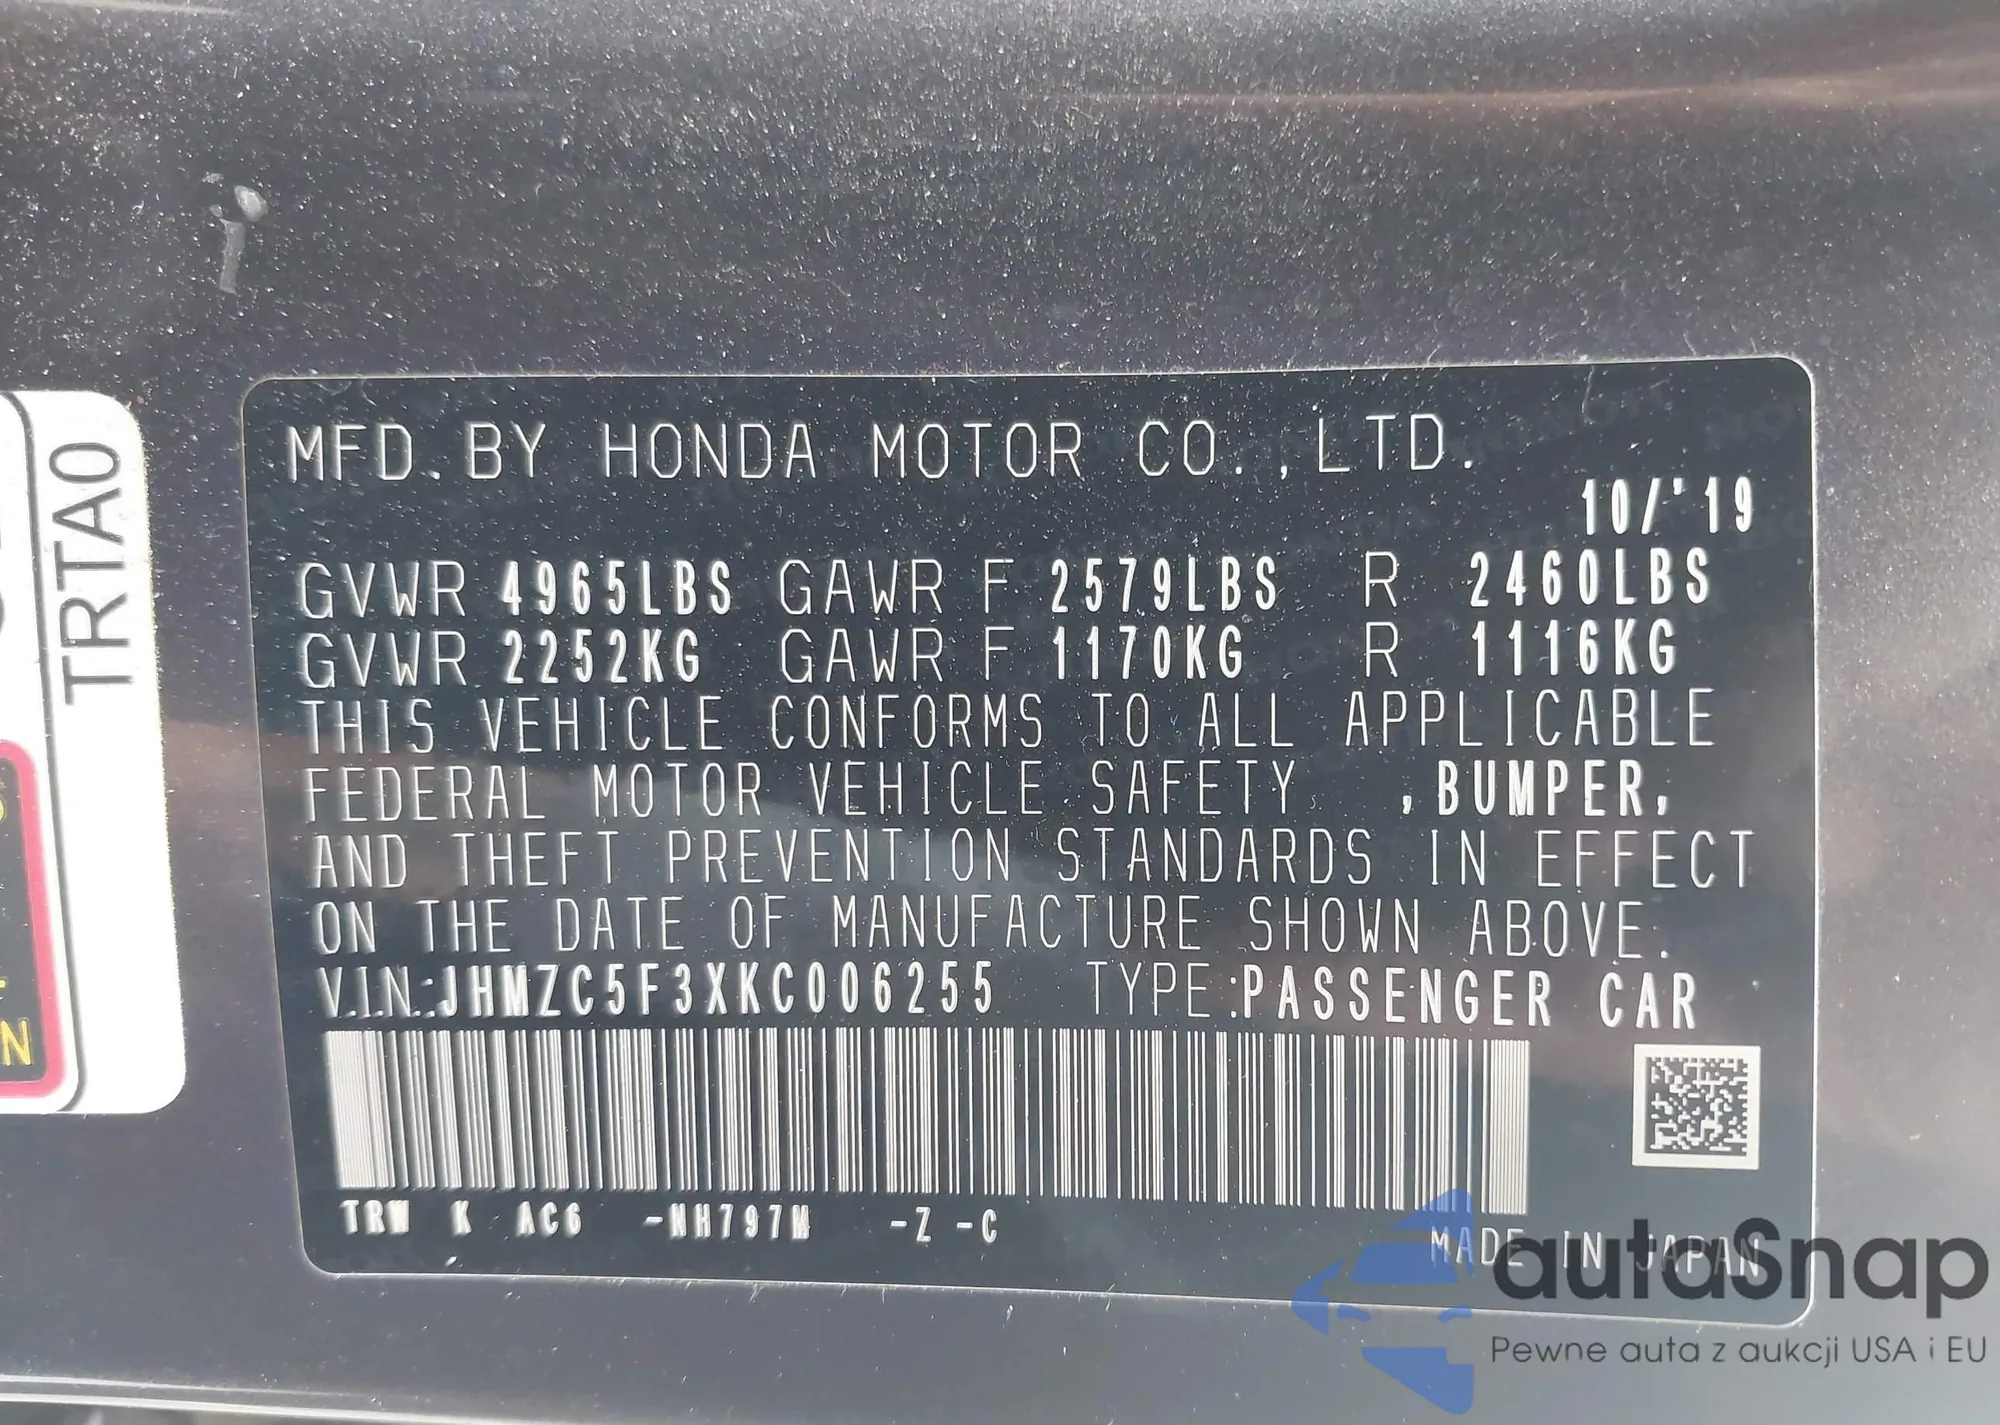 TRTA0
N
MFD. BY HONDA MOTOR CO.,LTD.
10/'19
GVWR 4965LBS GAWR F 2579LBS R 2460LBS
GVWR 2252KG GAWR F 1170KG R 1116KG
THIS VEHICLE CONFORMS TO ALL APPLICABLE
FEDERAL MOTOR VEHICLE SAFETY ,BUMPER,
AND THEFT PREVENTION STANDARDS IN EFFECT
ON THE DATE OF MANUFACTURE SHOWN ABOVE.
V.I.N.:JHMZC5F3XKC006255 TYPE:PASSENGER CAR
TRW K AC6 -NH797M -Z -C
MADE IN JAPAN
autaSnap
Pewne auta z aukcji USA i EU